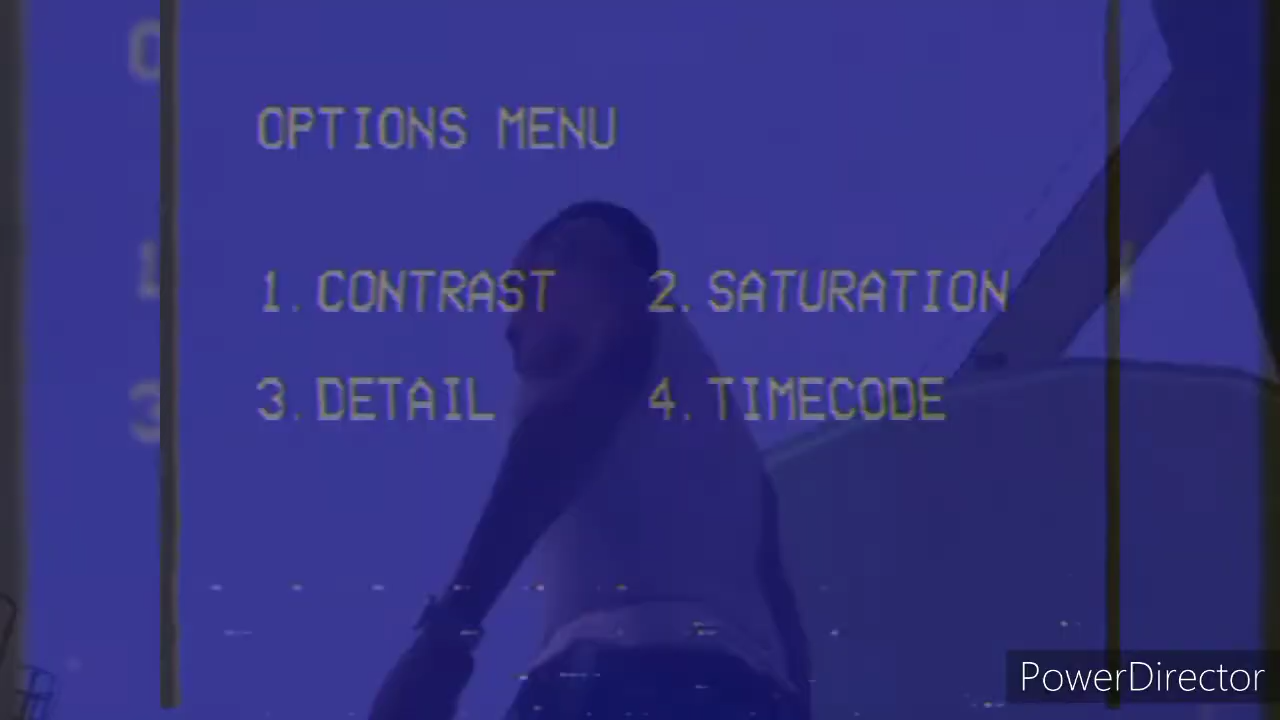 OPTIONS MENU
1.CONTRAST 2.SATURATION
3.DETAIL 4.TIMECODE
PowerDirector